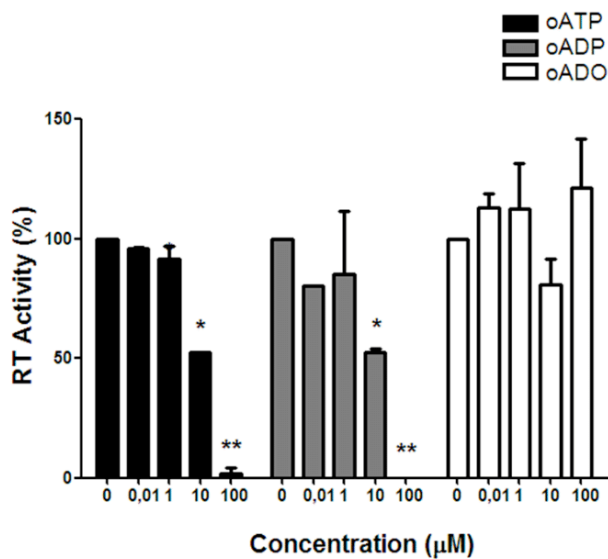 oATP
oADP
oADO
150
100
50
0
RT Activity (%)
*
**
*
**
0 0,01 1 10 100 0 0,01 1 10 100 0 0,01 1 10 100
Concentration (μM)